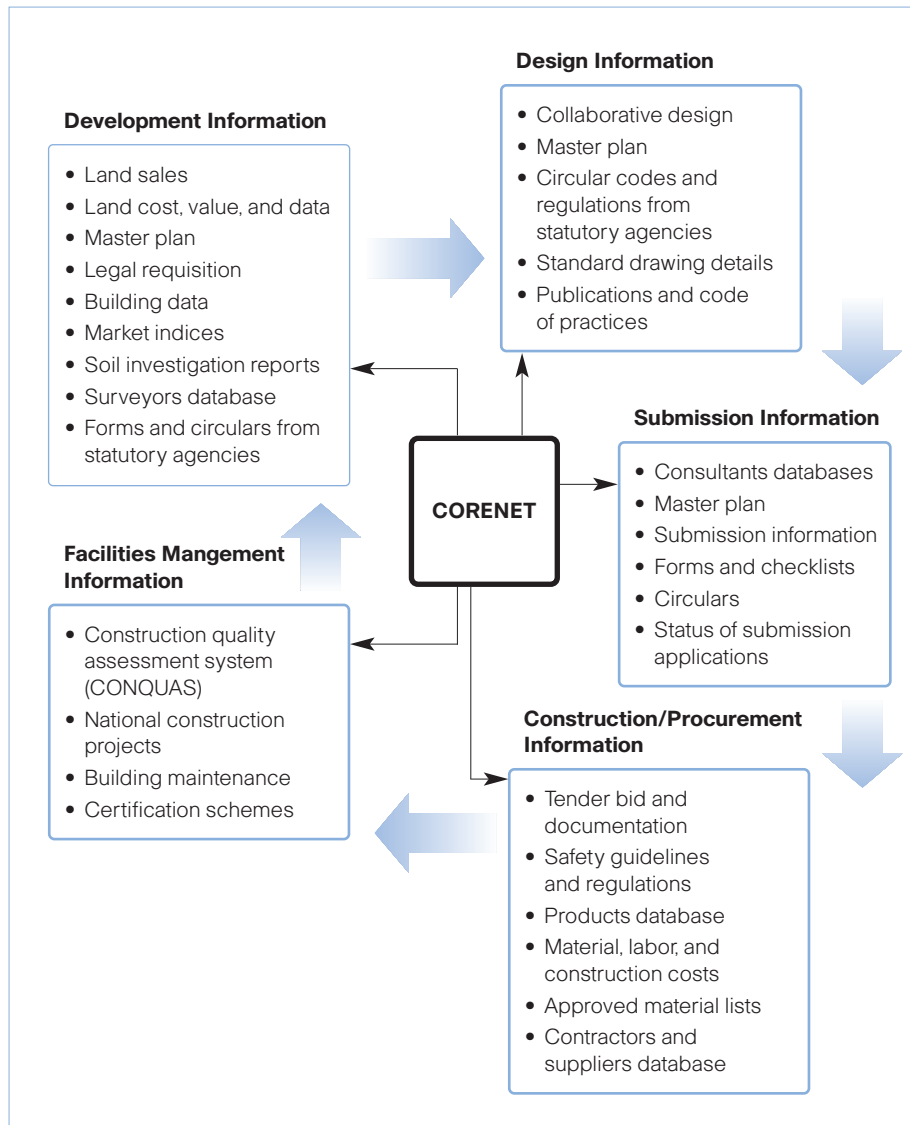 Development Information
• Land sales
• Land cost, value, and data
• Master plan
• Legal requisition
• Building data
• Market indices
• Soil investigation reports
• Surveyors database
• Forms and circulars from
statutory agencies
Design Information
• Collaborative design
• Master plan
• Circular codes and
regulations from
statutory agencies
• Standard drawing details
• Publications and code
of practices
CORENET
Submission Information
• Consultants databases
• Master plan
• Submission information
• Forms and checklists
• Circulars
• Status of submission
applications
Construction/Procurement
Information
• Tender bid and
documentation
• Safety guidelines
and regulations
• Products database
• Material, labor, and
construction costs
• Approved material lists
• Contractors and
suppliers database
Facilities Mangement
Information
• Construction quality
assessment system
(CONQUAS)
• National construction
projects
• Building maintenance
• Certification schemes